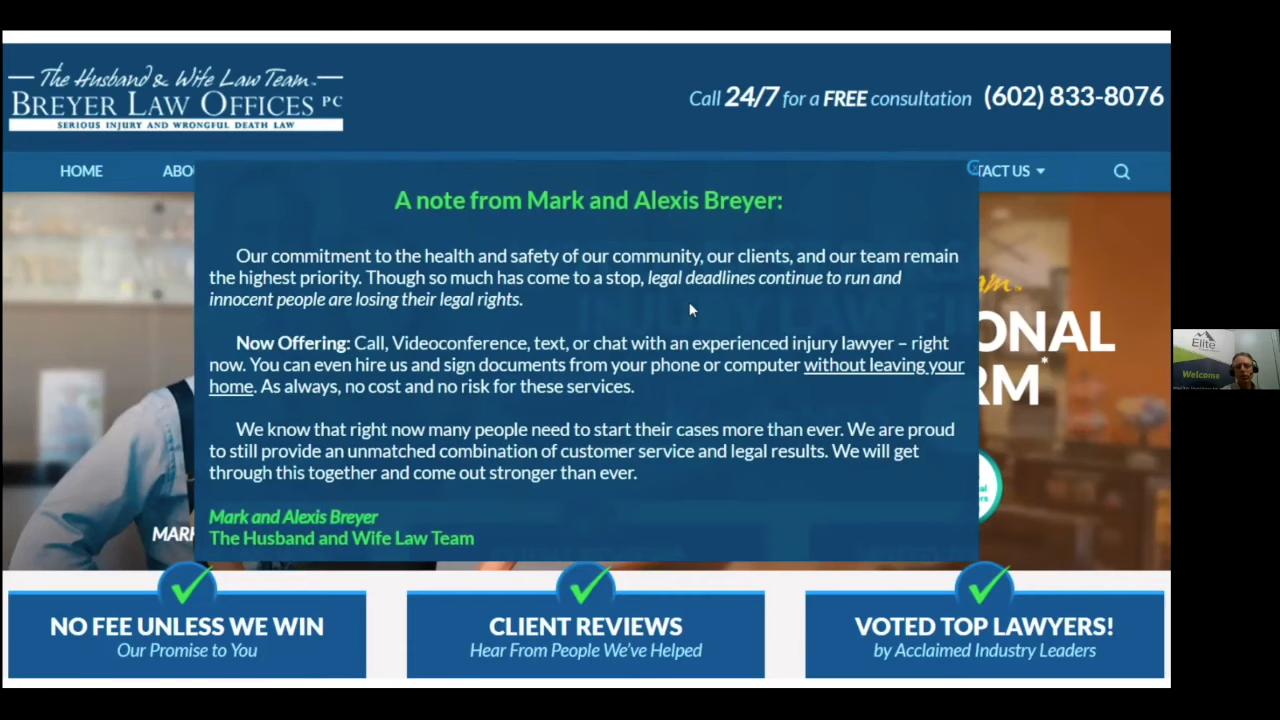 The Husband & Wife Law Team
BREYER LAW OFFICES PC
SERIOUS INJURY AND WRONGFUL DEATH LAW
Call 24/7 for a FREE consultation (602) 833-8076
HOME ABO TACT US
A note from Mark and Alexis Breyer:
Our commitment to the health and safety of our community, our clients, and our team remain
the highest priority. Though so much has come to a stop, legal deadlines continue to run and
innocent people are losing their legal rights.
Now Offering: Call, Videoconference, text, or chat with an experienced injury lawyer – right
now. You can even hire us and sign documents from your phone or computer without leaving your
home. As always, no cost and no risk for these services.
We know that right now many people need to start their cases more than ever. We are proud
to still provide an unmatched combination of customer service and legal results. We will get
through this together and come out stronger than ever.
Mark and Alexis Breyer
The Husband and Wife Law Team
am™
ONAL
RM*
MARK
Elite
Welcome
NO FEE UNLESS WE WIN
Our Promise to You
CLIENT REVIEWS
Hear From People We've Helped
VOTED TOP LAWYERS!
by Acclaimed Industry Leaders